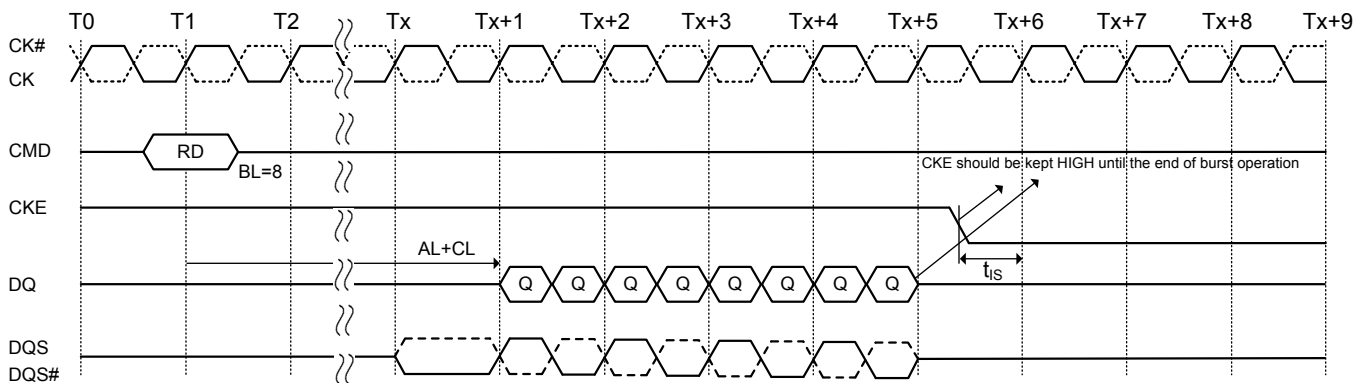 T0 T1 T2 Tx Tx+1 Tx+2 Tx+3 Tx+4 Tx+5 Tx+6 Tx+7 Tx+8 Tx+9
CK#
CK
CMD RD
BL=8
CKE should be kept HIGH until the end of burst operation
CKE
AL+CL
tIS
DQ Q Q Q Q Q Q Q Q
DQS
DQS#